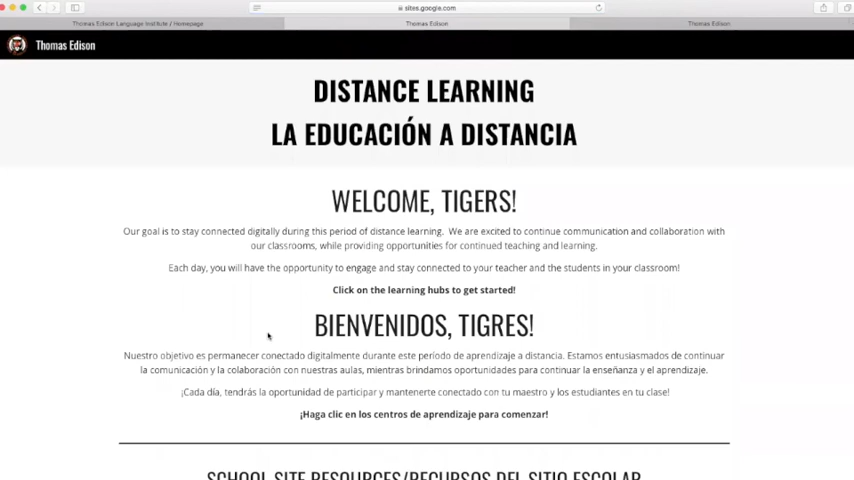 sites.google.com
Thomas Edison Language Institute / Homepage
Thomas Edison
Thomas Edison
Thomas Edison
DISTANCE LEARNING
LA EDUCACIÓN A DISTANCIA
WELCOME, TIGERS!
Our goal is to stay connected digitally during this period of distance learning. We are excited to continue communication and collaboration with
our classrooms, while providing opportunities for continued teaching and learning.
Each day, you will have the opportunity to engage and stay connected to your teacher and the students in your classroom!
Click on the learning hubs to get started!
BIENVENIDOS, TIGRES!
Nuestro objetivo es permanecer conectado digitalmente durante este período de aprendizaje a distancia. Estamos entusiasmados de continuar
la comunicación y la colaboración con nuestras aulas, mientras brindamos oportunidades para continuar la enseñanza y el aprendizaje.
¡Cada día, tendrás la oportunidad de participar y mantenerte conectado con tu maestro y los estudiantes en tu clase!
¡Haga clic en los centros de aprendizaje para comenzar!
SCHOOL SITE RESOURCES/RECURSOS DEL SITIO ESCOLAR